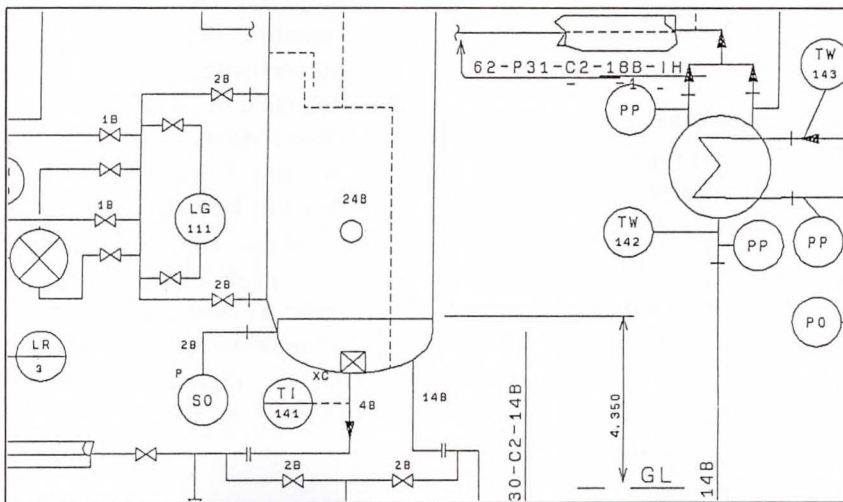 62-P31-C2-18B-IH
TW
143
2B
PP
1B
LG
111
24B
1B
TW
142
PP
PP
2B
PO
LR
3
2B
P
SO
XC
TI
141
4B
14B
30-C2-14B
4.350
2B
2B
GL
14B